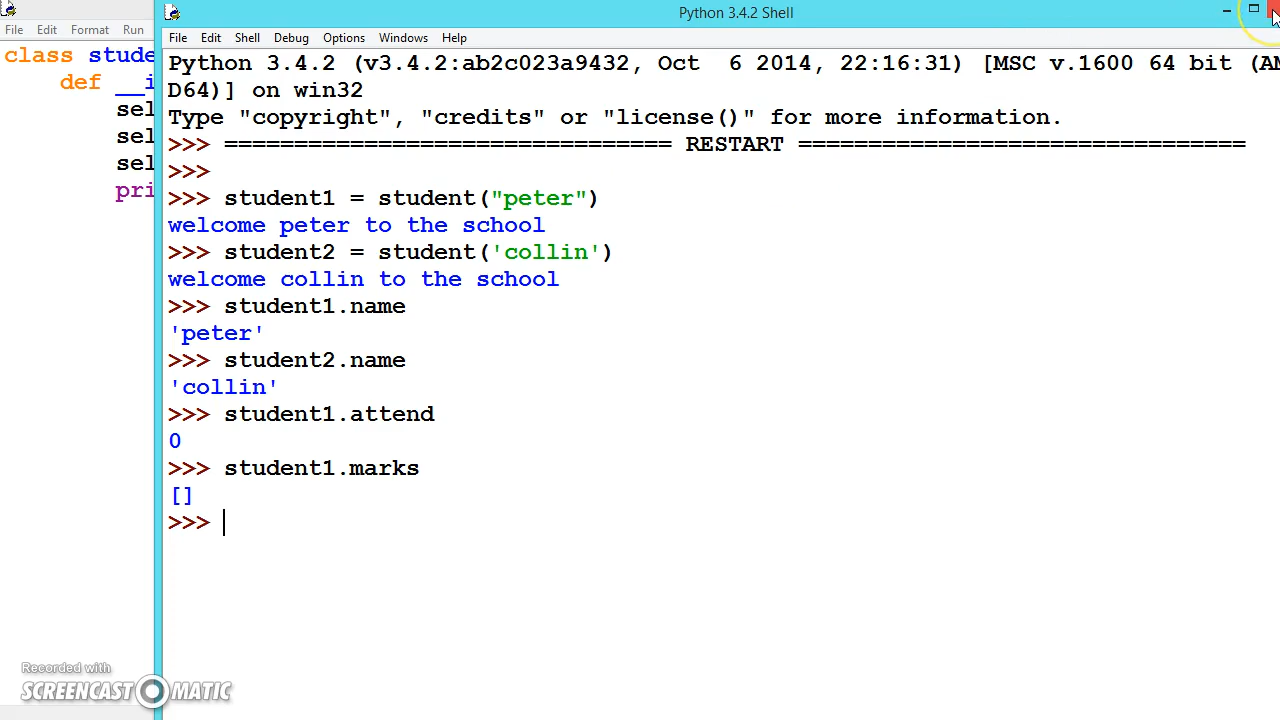 File Edit Format Run
class stude
def __i
sel
sel
sel
pri
Python 3.4.2 Shell
File Edit Shell Debug Options Windows Help
Python 3.4.2 (v3.4.2:ab2c023a9432, Oct  6 2014, 22:16:31) [MSC v.1600 64 bit (AM
D64)] on win32
Type "copyright", "credits" or "license()" for more information.
>>> ================================ RESTART ================================
>>>
>>> student1 = student("peter")
welcome peter to the school
>>> student2 = student('collin')
welcome collin to the school
>>> student1.name
'peter'
>>> student2.name
'collin'
>>> student1.attend
0
>>> student1.marks
[]
>>>
Recorded with
SCREENCAST-O-MATIC